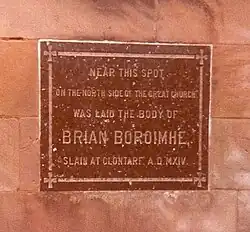 NEAR THIS SPOT
ON THE NORTH SIDE OF THE GREAT CHURCH
WAS LAID THE BODY OF
BRIAN BOROIMHE
SLAIN AT CLONTARF A.D. MXIV.